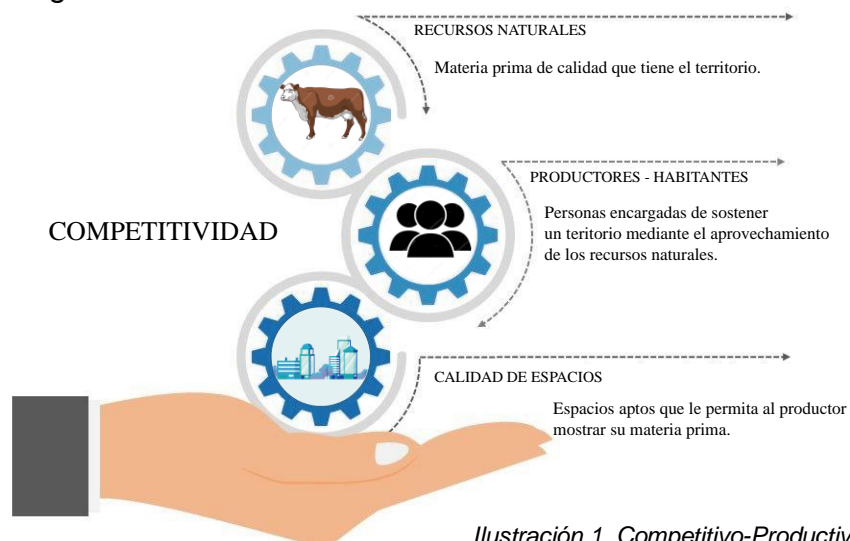 RECURSOS NATURALES
Materia prima de calidad que tiene el territorio.
PRODUCTORES - HABITANTES
Personas encargadas de sostener
un teritorio mediante el aprovechamiento
de los recursos naturales.
COMPETITIVIDAD
CALIDAD DE ESPACIOS
Espacios aptos que le permita al productor
mostrar su materia prima.
Ilustración 1. Competitivo-Productiv